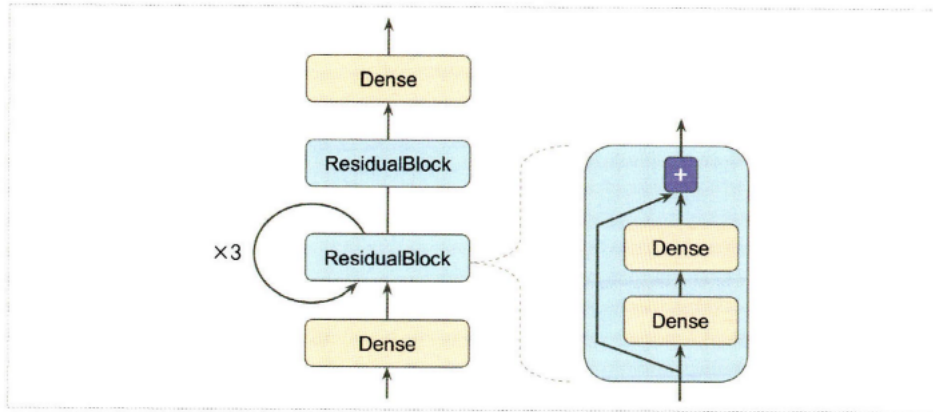 Dense
ResidualBlock
×3
ResidualBlock
Dense
+
Dense
Dense